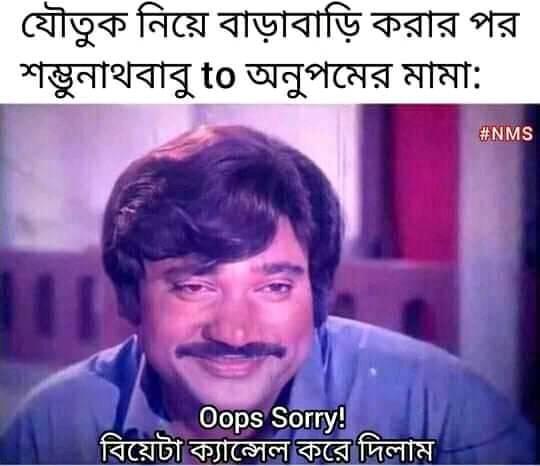 যৌতুক নিয়ে বাড়াবাড়ি করার পর
শম্ভুনাথবাবু to অনুপমের মামা:
#NMS
Oops Sorry!
বিয়েটা ক্যান্সেল করে দিলাম